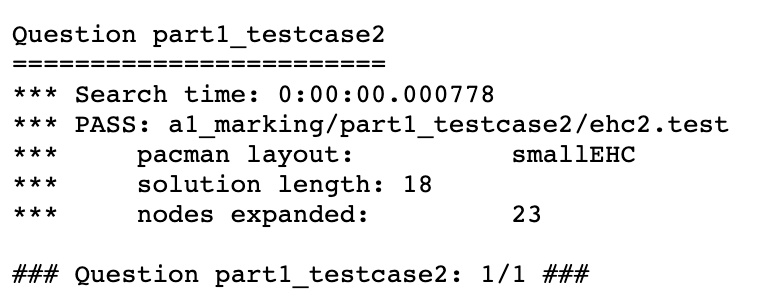 Question part1_testcase2
========================
*** Search time: 0:00:00.000778
*** PASS: a1_marking/part1_testcase2/ehc2.test
***     pacman layout:          smallEHC
***     solution length: 18
***     nodes expanded:         23
### Question part1_testcase2: 1/1 ###